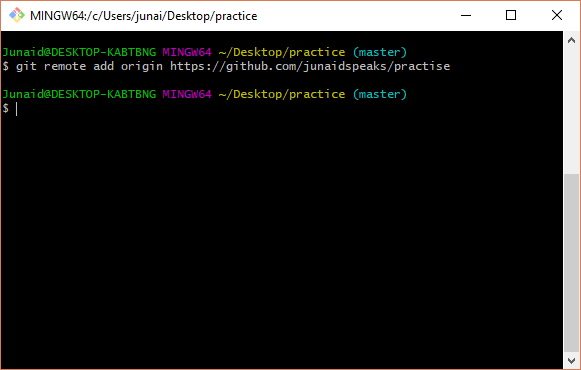 MINGW64:/c/Users/junai/Desktop/practice
Junaid@DESKTOP-KABTBNG MINGW64 ~/Desktop/practice (master)
$ git remote add origin https://github.com/junaidspeaks/practise
Junaid@DESKTOP-KABTBNG MINGW64 ~/Desktop/practice (master)
$